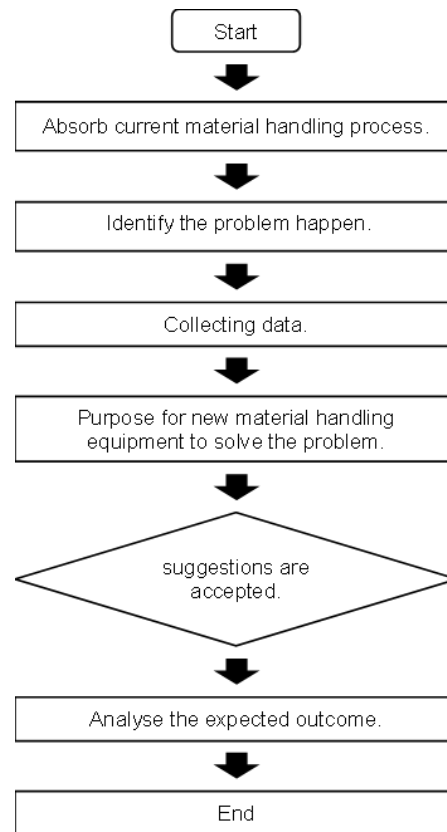 Start
Absorb current material handling process.
Identify the problem happen.
Collecting data.
Purpose for new material handling
equipment to solve the problem.
suggestions are
accepted.
Analyse the expected outcome.
End